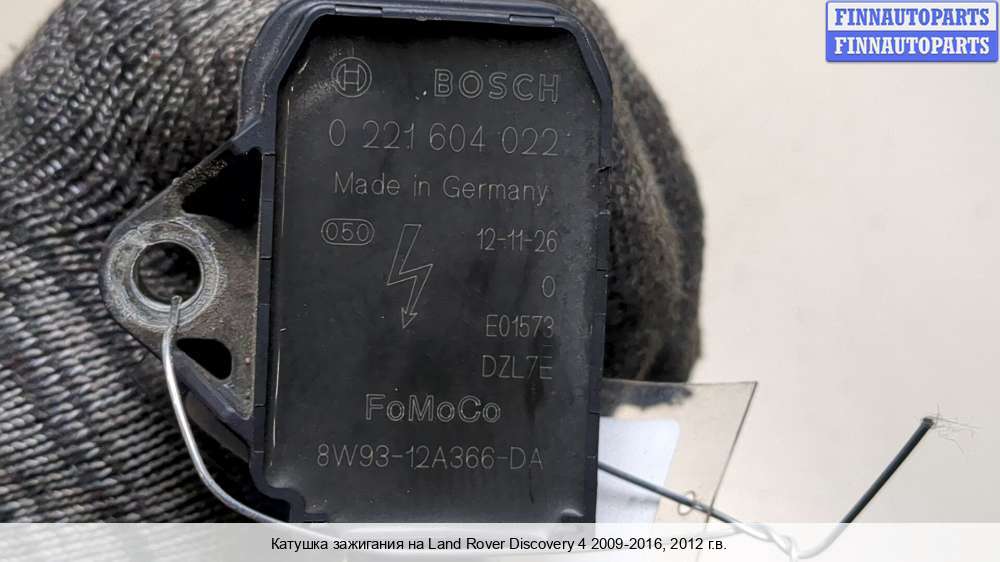 FINNAUTOPARTS
FINNAUTOPARTS
H BOSCH
0 221 604 022
Made in Germany
050 12-11-26
0
E01573
DZL7E
FoMoCo
8W93-12A366-DA
Катушка зажигания на Land Rover Discovery 4 2009-2016, 2012 г.в.